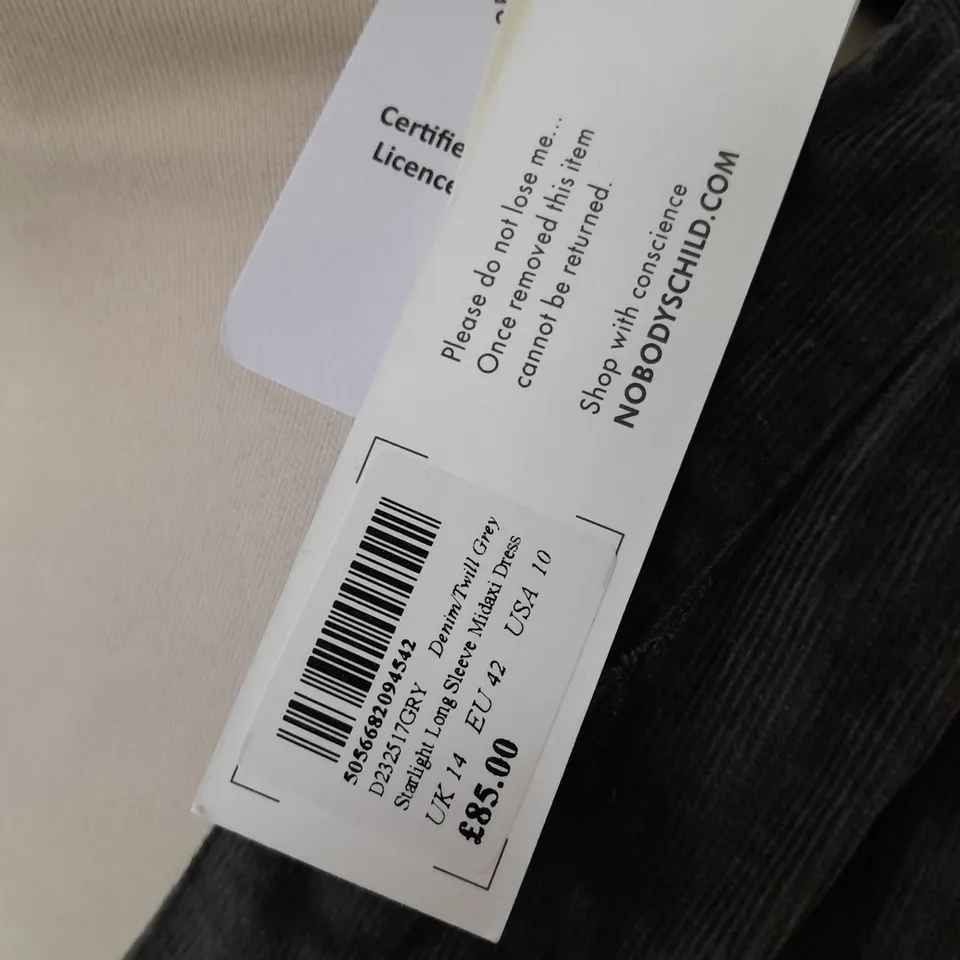 Certifie
Licence
Please do not lose me...
Once removed this item
cannot be returned.
Shop with conscience
NOBODYSCHILD.COM
5056682094542
D232517GRY Denim/Twill Grey
Starlight Long Sleeve Midaxi Dress
UK 14 EU 42 USA 10
£85.00